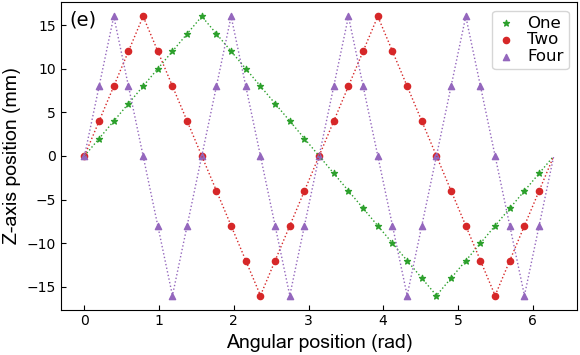 (e)
One
Two
Four
Z-axis position (mm)
15
10
5
0
−5
−10
−15
0 1 2 3 4 5 6
Angular position (rad)